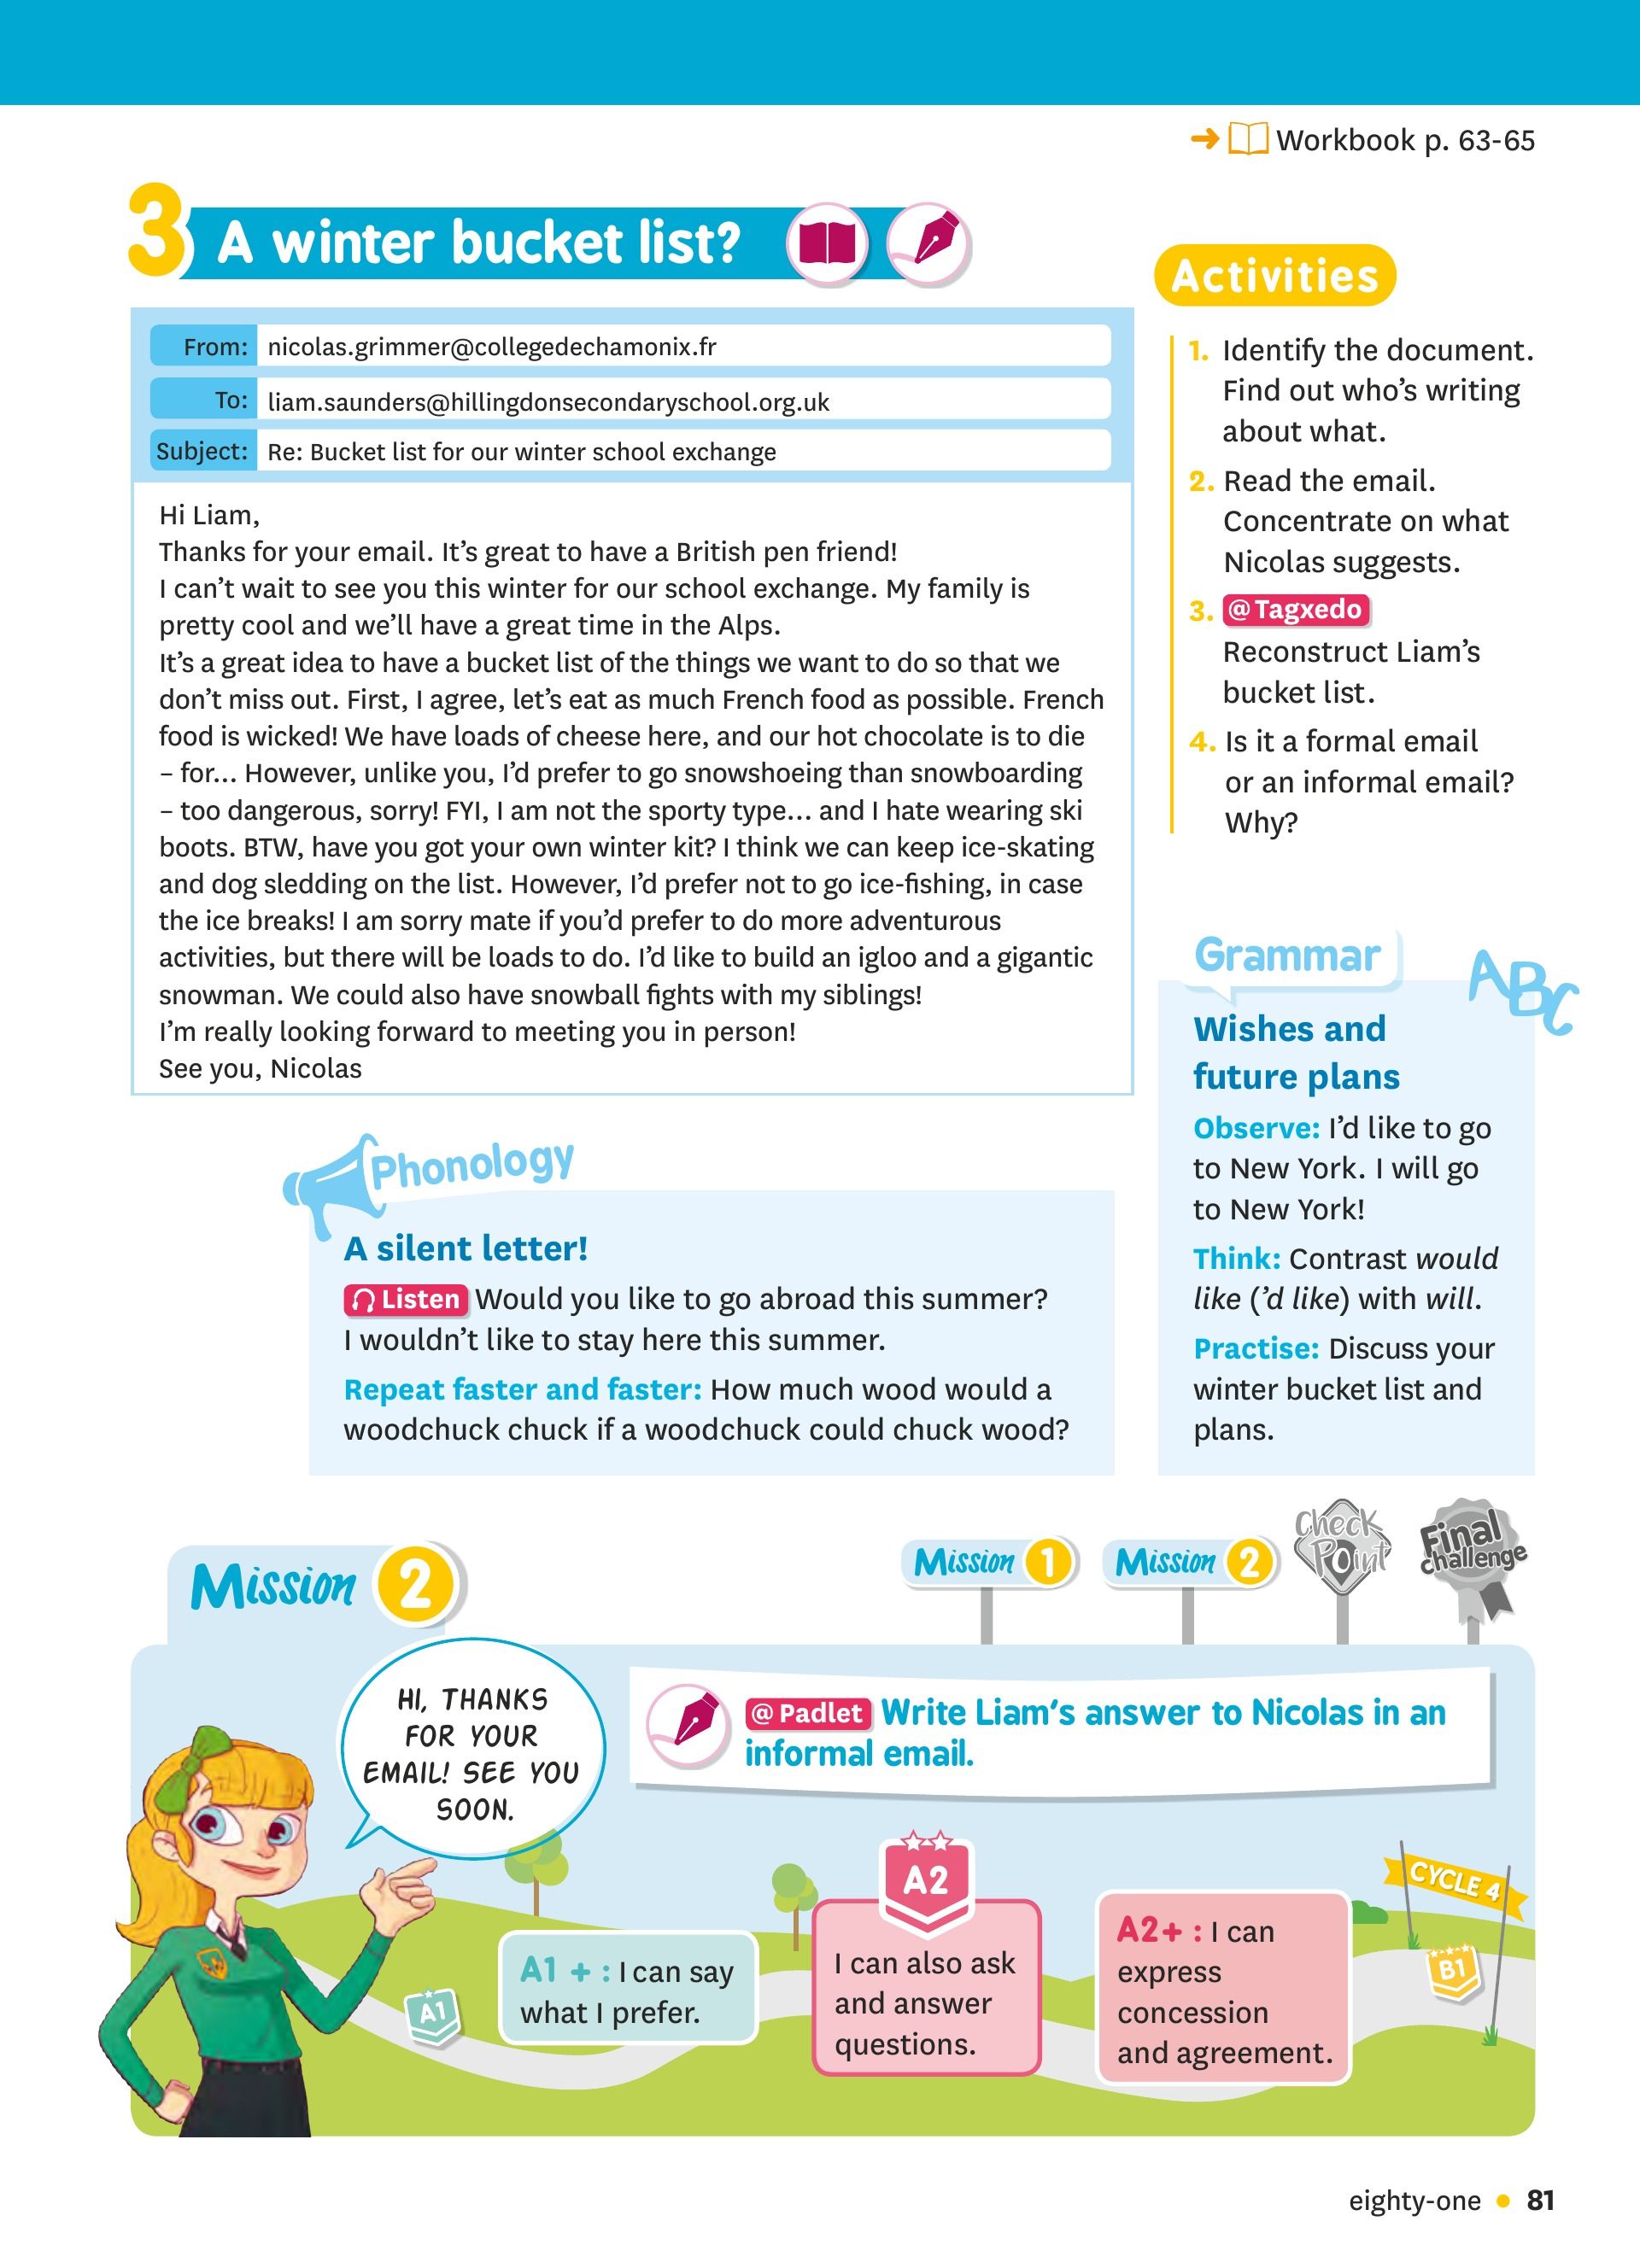 → Workbook p. 63-65
3 A winter bucket list?
From: nicolas.grimmer@collegedechamonix.fr
To: liam.saunders@hillingdonsecondaryschool.org.uk
Subject: Re: Bucket list for our winter school exchange
Hi Liam,
Thanks for your email. It's great to have a British pen friend!
I can't wait to see you this winter for our school exchange. My family is
pretty cool and we'll have a great time in the Alps.
It's a great idea to have a bucket list of the things we want to do so that we
don't miss out. First, I agree, let's eat as much French food as possible. French
food is wicked! We have loads of cheese here, and our hot chocolate is to die
– for... However, unlike you, I'd prefer to go snowshoeing than snowboarding
– too dangerous, sorry! FYI, I am not the sporty type... and I hate wearing ski
boots. BTW, have you got your own winter kit? I think we can keep ice-skating
and dog sledding on the list. However, I'd prefer not to go ice-fishing, in case
the ice breaks! I am sorry mate if you'd prefer to do more adventurous
activities, but there will be loads to do. I'd like to build an igloo and a gigantic
snowman. We could also have snowball fights with my siblings!
I'm really looking forward to meeting you in person!
See you, Nicolas
Activities
1. Identify the document.
Find out who's writing
about what.
2. Read the email.
Concentrate on what
Nicolas suggests.
3. @Tagxedo
Reconstruct Liam's
bucket list.
4. Is it a formal email
or an informal email?
Why?
Grammar
ABC
Wishes and
future plans
Observe: I'd like to go
to New York. I will go
to New York!
Think: Contrast would
like ('d like) with will.
Practise: Discuss your
winter bucket list and
plans.
Phonology
A silent letter!
Listen Would you like to go abroad this summer?
I wouldn't like to stay here this summer.
Repeat faster and faster: How much wood would a
woodchuck chuck if a woodchuck could chuck wood?
Mission 2
Mission 1
Mission 2
Check
Point
Final
challenge
HI, THANKS
FOR YOUR
EMAIL! SEE YOU
SOON.
@ Padlet Write Liam's answer to Nicolas in an
informal email.
A1
A1 + : I can say
what I prefer.
A2
I can also ask
and answer
questions.
A2+ : I can
express
concession
and agreement.
CYCLE 4
B1
eighty-one • 81